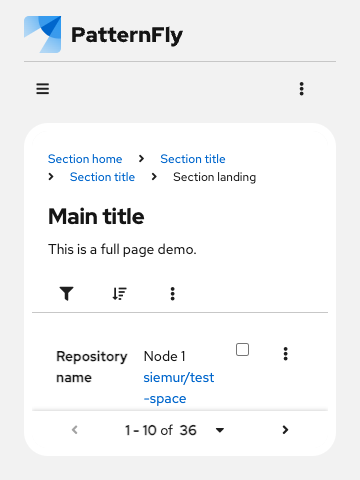 PatternFly
Section home Section title
Section title Section landing
Main title
This is a full page demo.
Repository name Node 1
siemur/test
-space
1 - 10 of 36